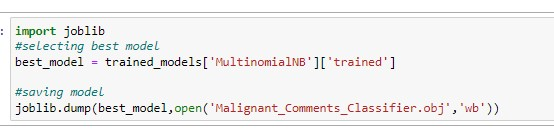 : import joblib
#selecting best model
best_model = trained_models['MultinomialNB']['trained']
#saving model
joblib.dump(best_model,open('Malignant_Comments_Classifier.obj','wb'))